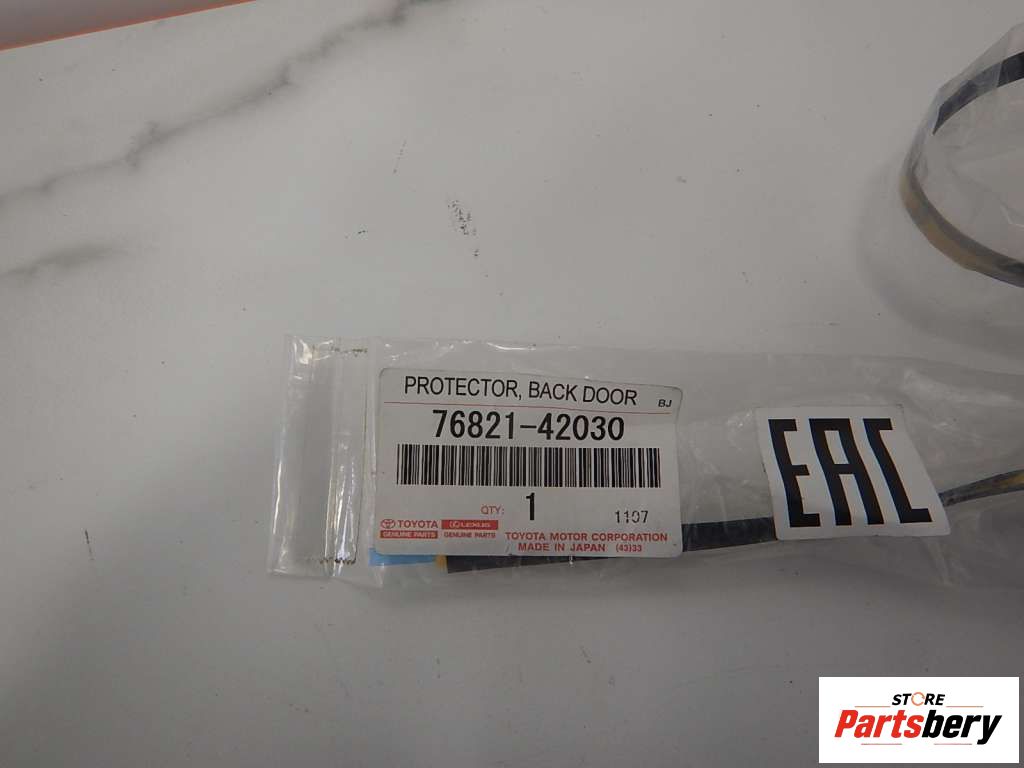 PROTECTOR, BACK DOOR BJ
76821-42030
QTY: 1 1107
TOYOTA LEXUS TOYOTA MOTOR CORPORATION
GENUINE PARTS GENUINE PARTS MADE IN JAPAN (43)33
EAC
STORE
Partsbery